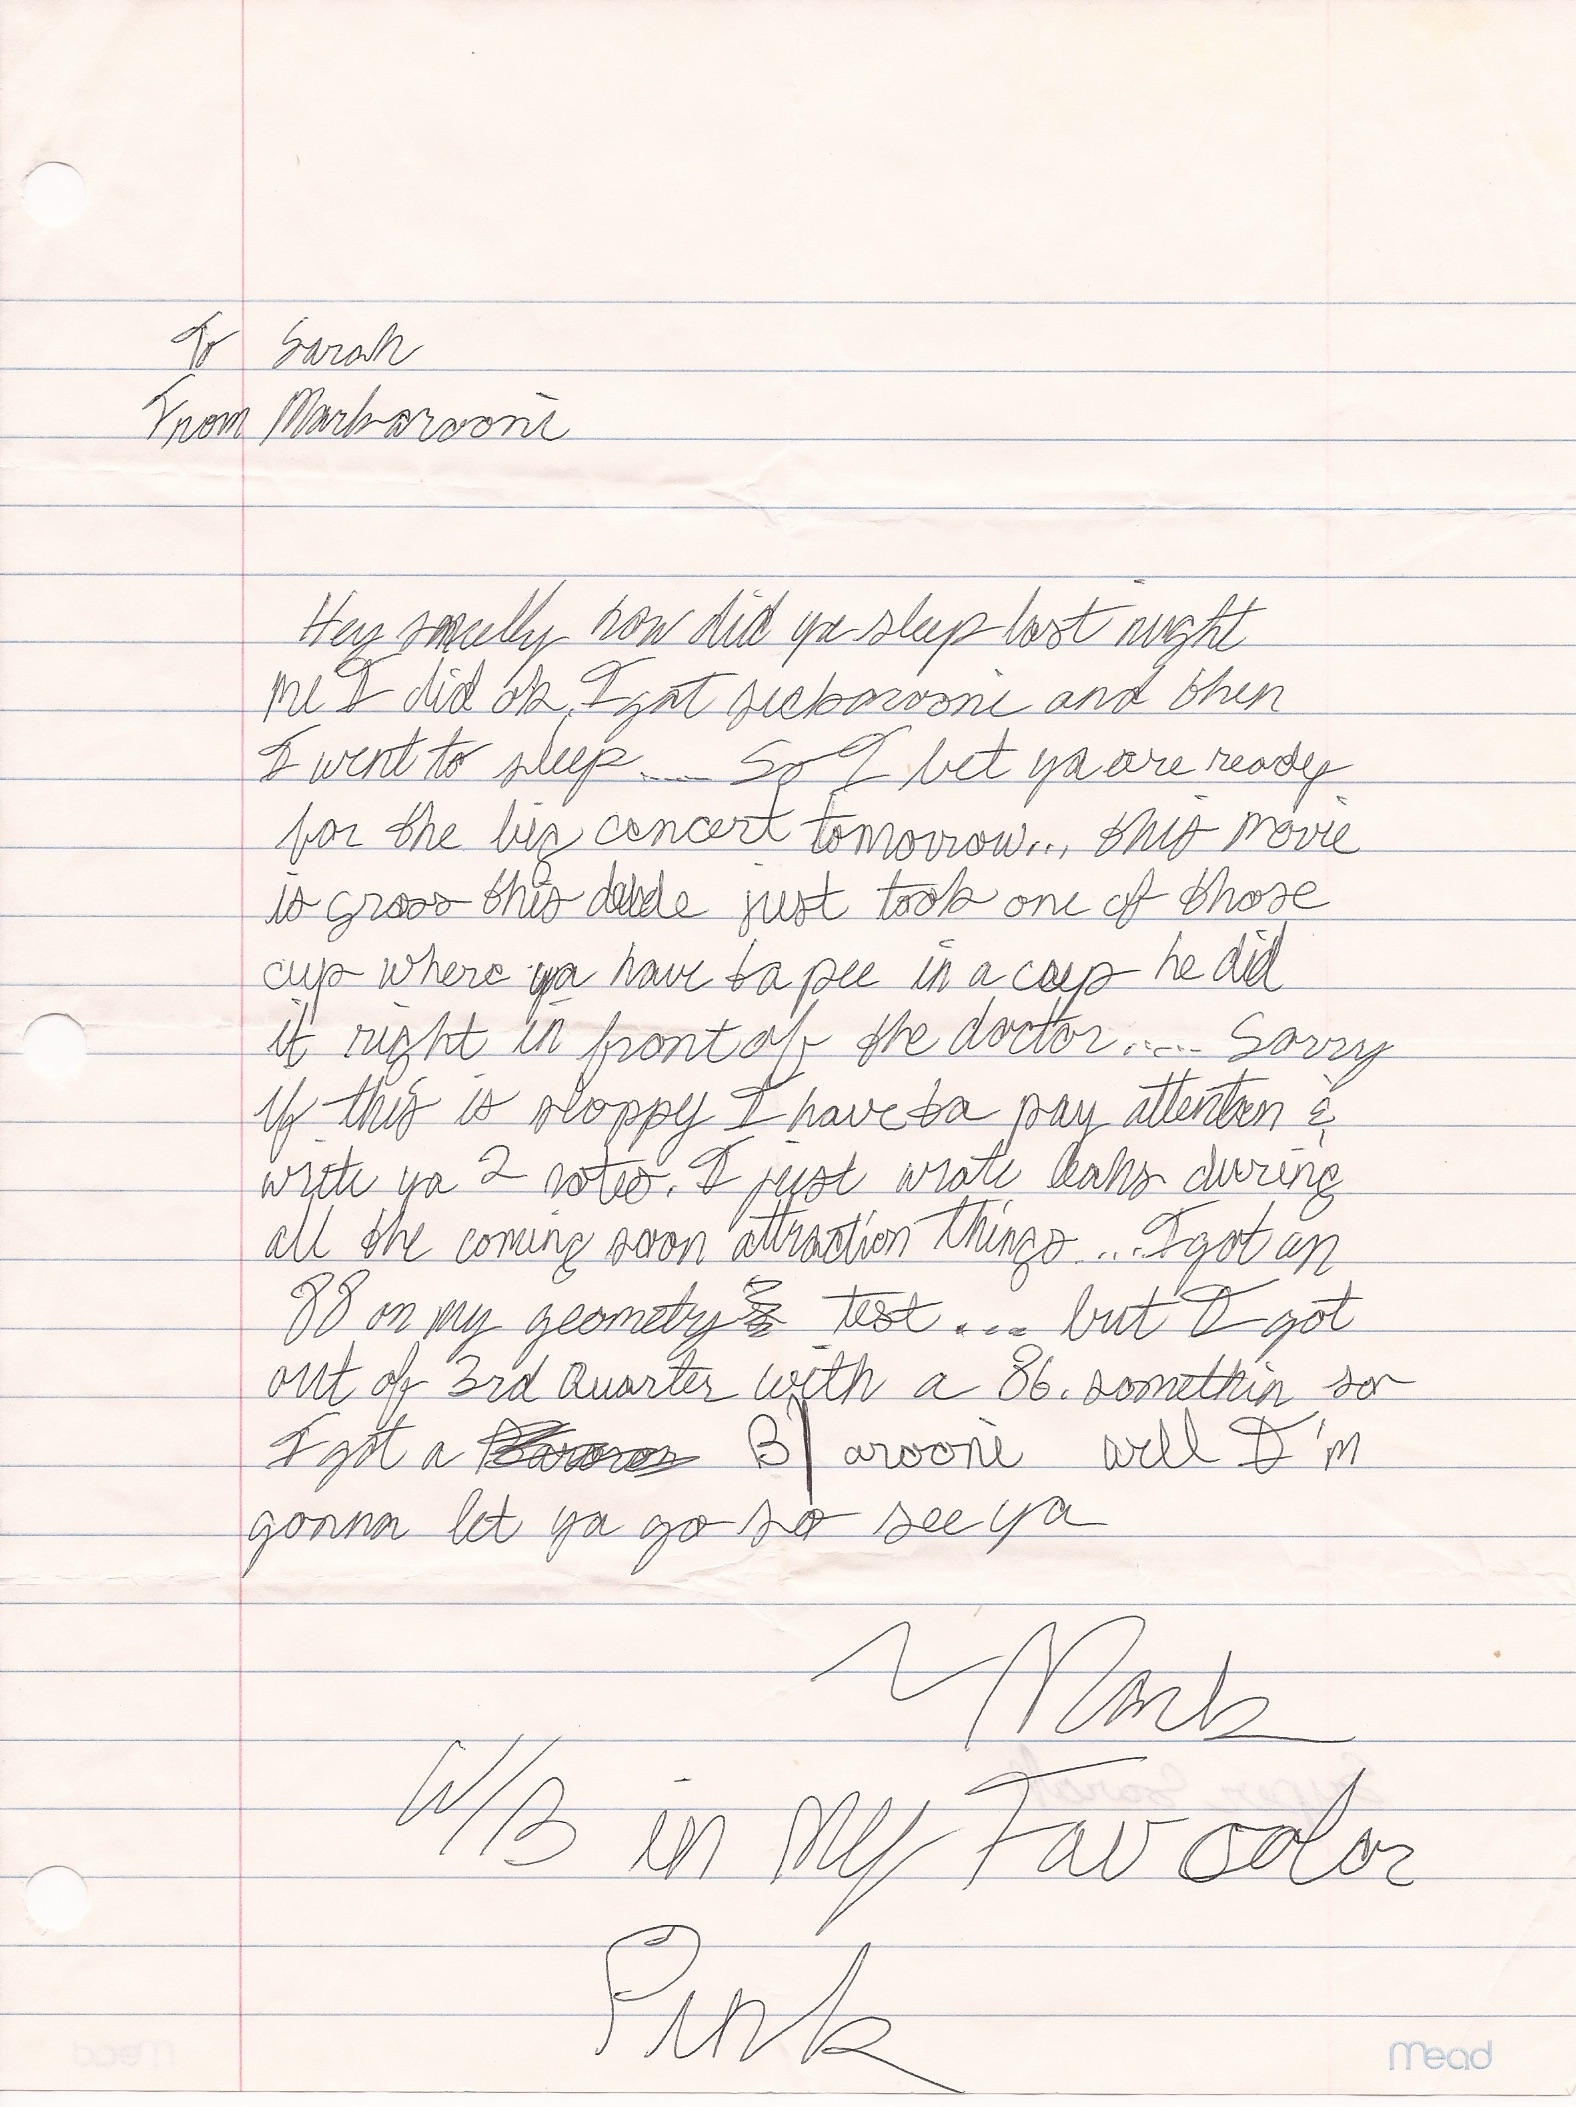 To Sarah
From Markarooni
Hey smelly how did ya sleep last night
me I did ok. I got sickarooni and then
I went to sleep..... So I bet ya are ready
for the big concert tomorrow... this movie
is gross this dude just took one of those
cup where ya have ta pee in a cup he did
it right in front of the doctor..... Sorry
if this is sloppy I have ta pay attention &
write ya 2 notes. I just wrote leahs during
all the coming soon attraction things... I got an
88 on my geometry test... but I got
out of 3rd Quarter with a 86. somethin so
I got a B| arooni well I'm
gonna let ya go so see ya
~ Mark
W/B in my Fav color
Pink
Mead